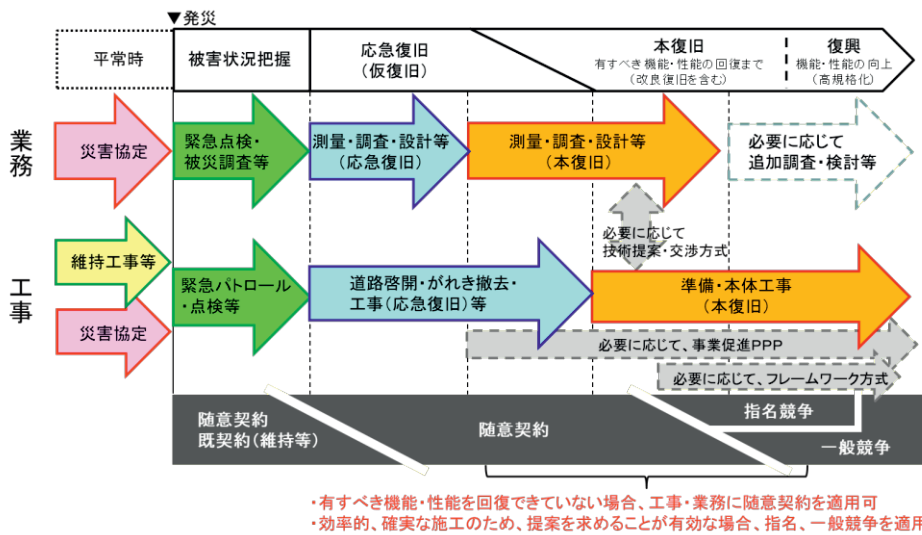 ▼発災
平常時
被害状況把握
応急復旧
(仮復旧)
本復旧
有すべき機能・性能の回復まで
(改良復旧を含む)
復興
機能・性能の向上
(高規格化)
業務
災害協定
緊急点検・
被災調査等
測量・調査・設計等
(応急復旧)
測量・調査・設計等
(本復旧)
必要に応じて
追加調査・検討等
必要に応じて
技術提案・交渉方式
工事
維持工事等
災害協定
緊急パトロール
・点検等
道路啓開・がれき撤去・
工事(応急復旧)等
準備・本体工事
(本復旧)
必要に応じて、事業促進PPP
必要に応じて、フレームワーク方式
随意契約
既契約(維持等)
随意契約
指名競争
一般競争
・有すべき機能・性能を回復できていない場合、工事・業務に随意契約を適用可
・効率的、確実な施工のため、提案を求めることが有効な場合、指名、一般競争を適用